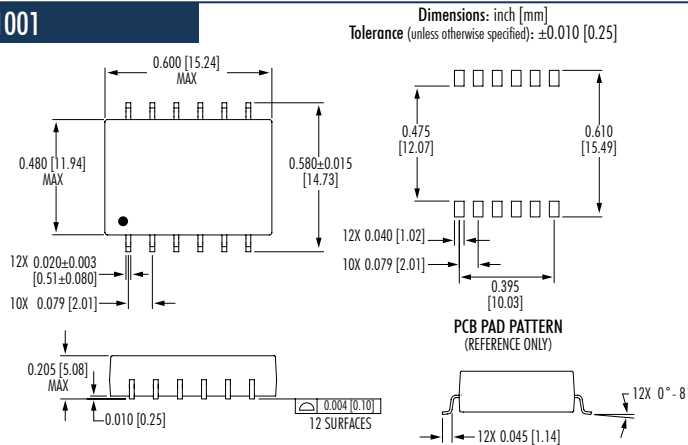 1001
Dimensions: inch [mm]
Tolerance (unless otherwise specified): ±0.010 [0.25]
0.600 [15.24]
MAX
0.480 [11.94]
MAX
0.580±0.015
[14.73]
12X 0.020±0.003
[0.51±0.080]
10X 0.079 [2.01]
0.475
[12.07]
0.610
[15.49]
12X 0.040 [1.02]
10X 0.079 [2.01]
0.395
[10.03]
PCB PAD PATTERN
(REFERENCE ONLY)
0.205 [5.08]
MAX
0.010 [0.25]
0.004 [0.10]
12 SURFACES
12X 0°- 8°
12X 0.045 [1.14]